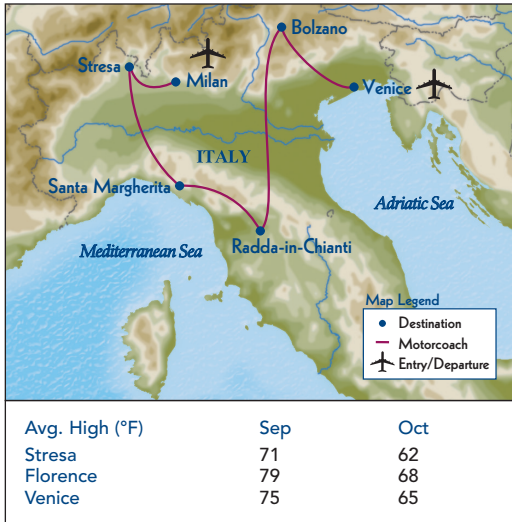 Bolzano
Stresa
Milan
Venice
ITALY
Santa Margherita
Adriatic Sea
Radda-in-Chianti
Mediterranean Sea
Map Legend
Destination
Motorcoach
Entry/Departure
Avg. High (°F) Sep Oct
Stresa 71 62
Florence 79 68
Venice 75 65